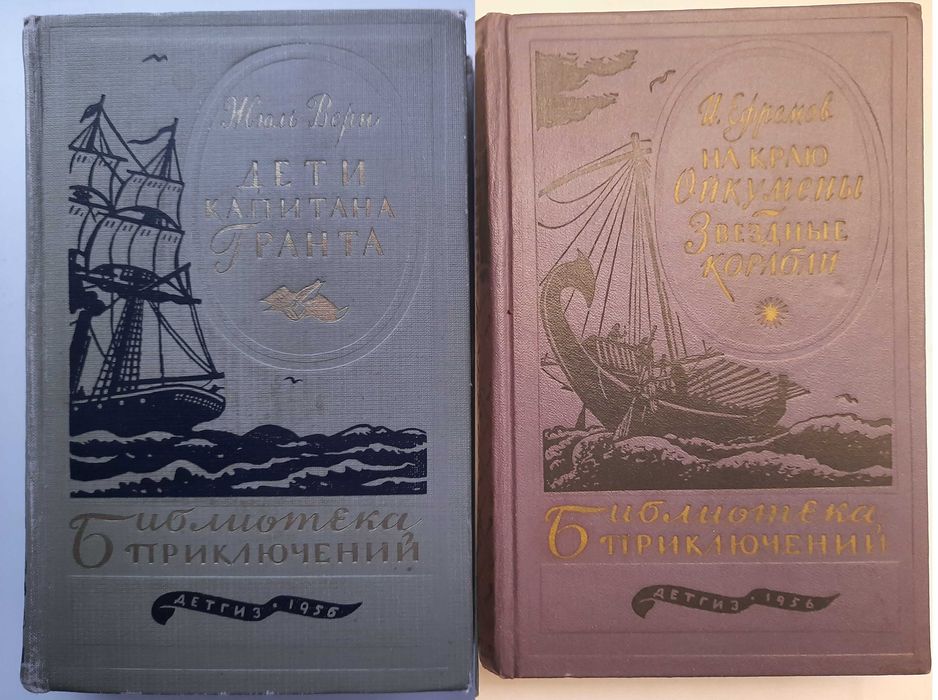 Жюль Верн
ДЕТИ
КАПИТАНА
ГРАНТА
Библиотека
ПРИКЛЮЧЕНИЙ
ДЕТГИЗ • 1956
И. Ефремов
НА КРАЮ
Ойкумены
ЗВЕЗДНЫЕ
КОРАБЛИ
Библиотека
ПРИКЛЮЧЕНИЙ
ДЕТГИЗ • 1956